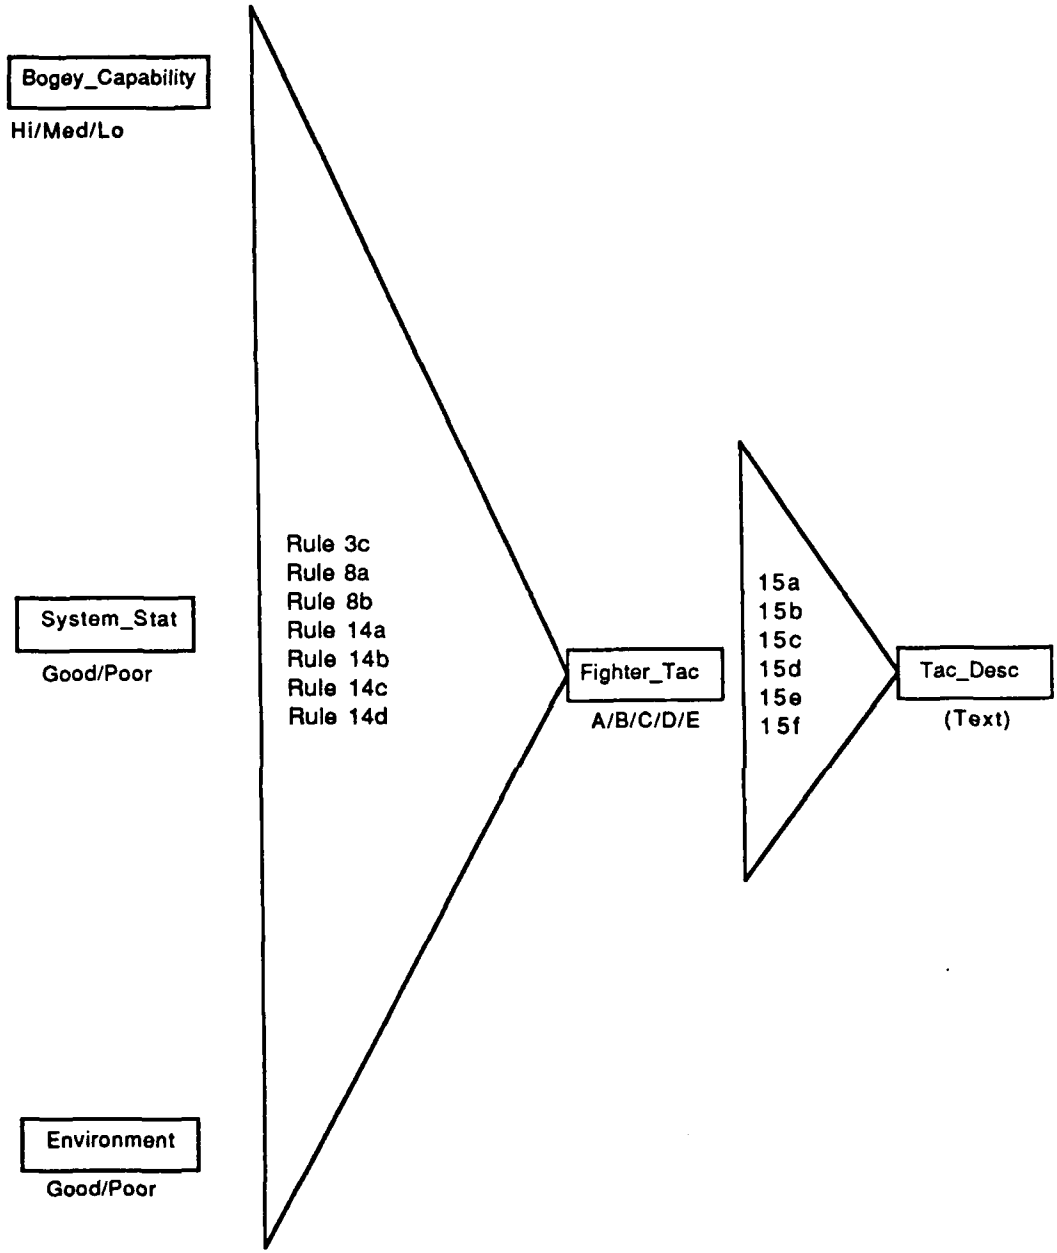 Bogey_Capability
Hi/Med/Lo
System_Stat
Good/Poor
Environment
Good/Poor
Rule 3c
Rule 8a
Rule 8b
Rule 14a
Rule 14b
Rule 14c
Rule 14d
Fighter_Tac
A/B/C/D/E
15a
15b
15c
15d
15e
15f
Tac_Desc
(Text)